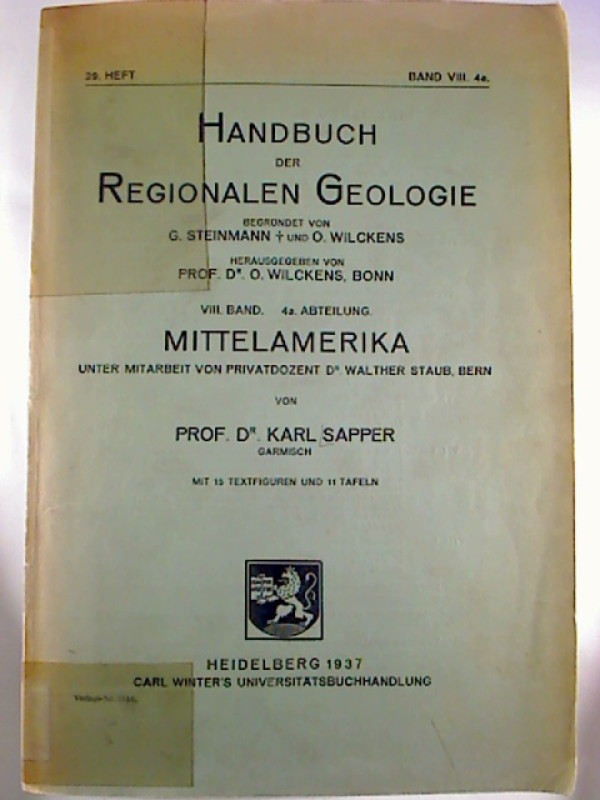 29. HEFT
BAND VIII. 4a.
HANDBUCH
DER
REGIONALEN GEOLOGIE
BEGRÜNDET VON
G. STEINMANN † UND O. WILCKENS
HERAUSGEGEBEN VON
PROF. DR. O. WILCKENS, BONN
VIII. BAND. 4a. ABTEILUNG.
MITTELAMERIKA
UNTER MITARBEIT VON PRIVATDOZENT DR WALTHER STAUB, BERN
VON
PROF. DR. KARL SAPPER
GARMISCH
MIT 15 TEXTFIGUREN UND 11 TAFELN
HEIDELBERG 1937
CARL WINTER'S UNIVERSITÄTSBUCHHANDLUNG